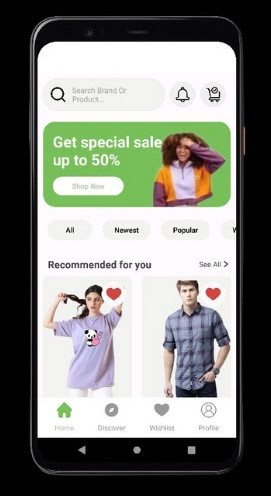 Search Brand Or
Product...
Get special sale
up to 50%
Shop Now
All Newest Popular W
Recommended for you
See All >
Home Discover Wishlist Profile